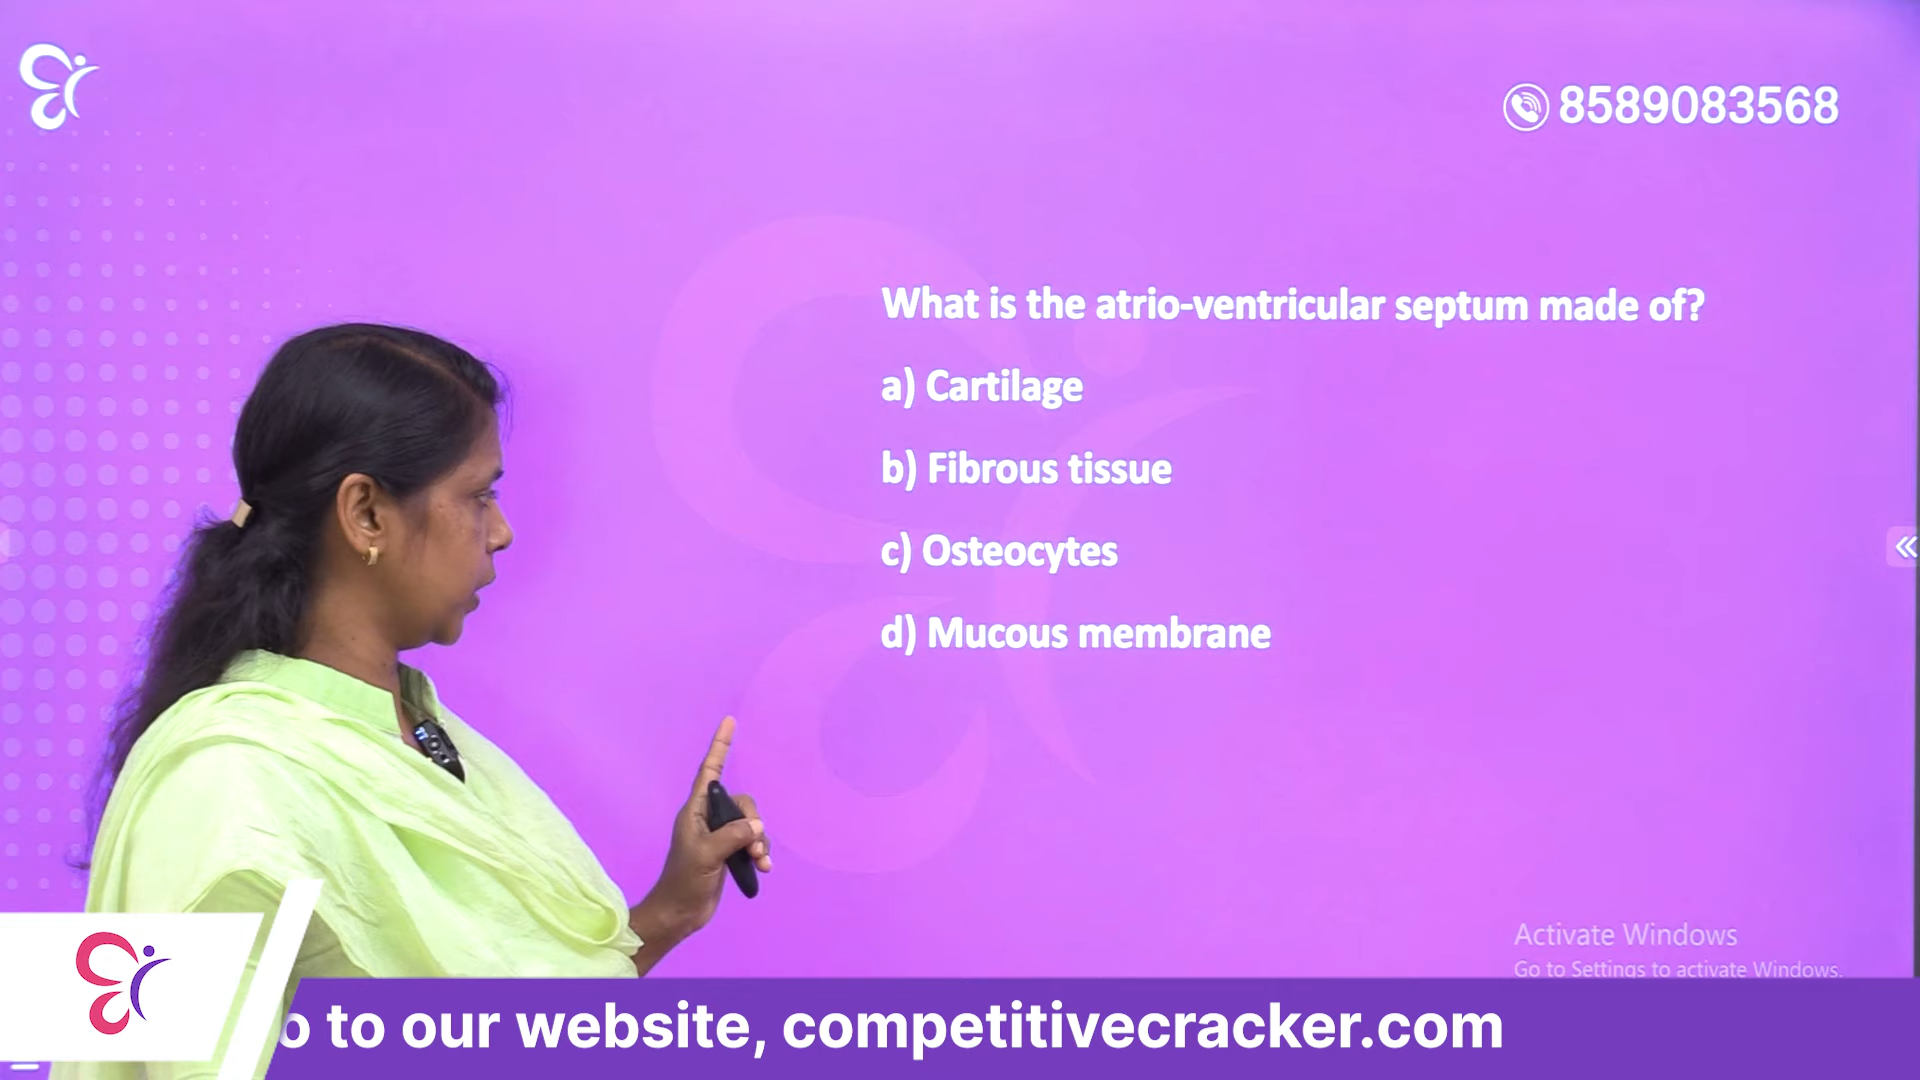 8589083568
What is the atrio-ventricular septum made of?
a) Cartilage
b) Fibrous tissue
c) Osteocytes
d) Mucous membrane
Activate Windows
Go to Settings to activate Windows.
to our website, competitivecracker.com